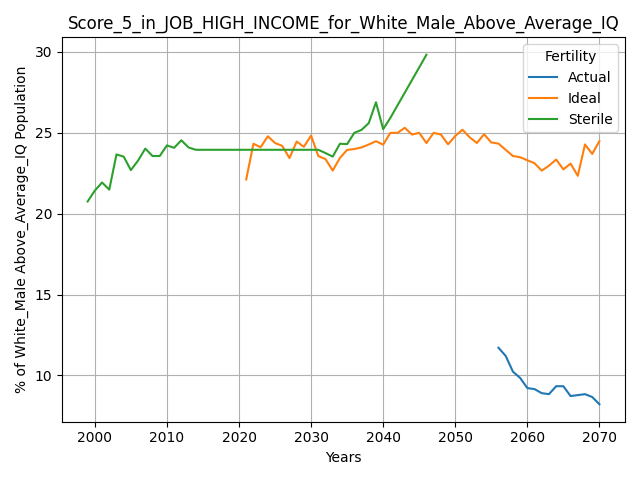 Score_5_in_JOB_HIGH_INCOME_for_White_Male_Above_Average_IQ
% of White_Male Above_Average_IQ Population
30
25
20
15
10
Fertility
Actual
Ideal
Sterile
2000 2010 2020 2030 2040 2050 2060 2070
Years